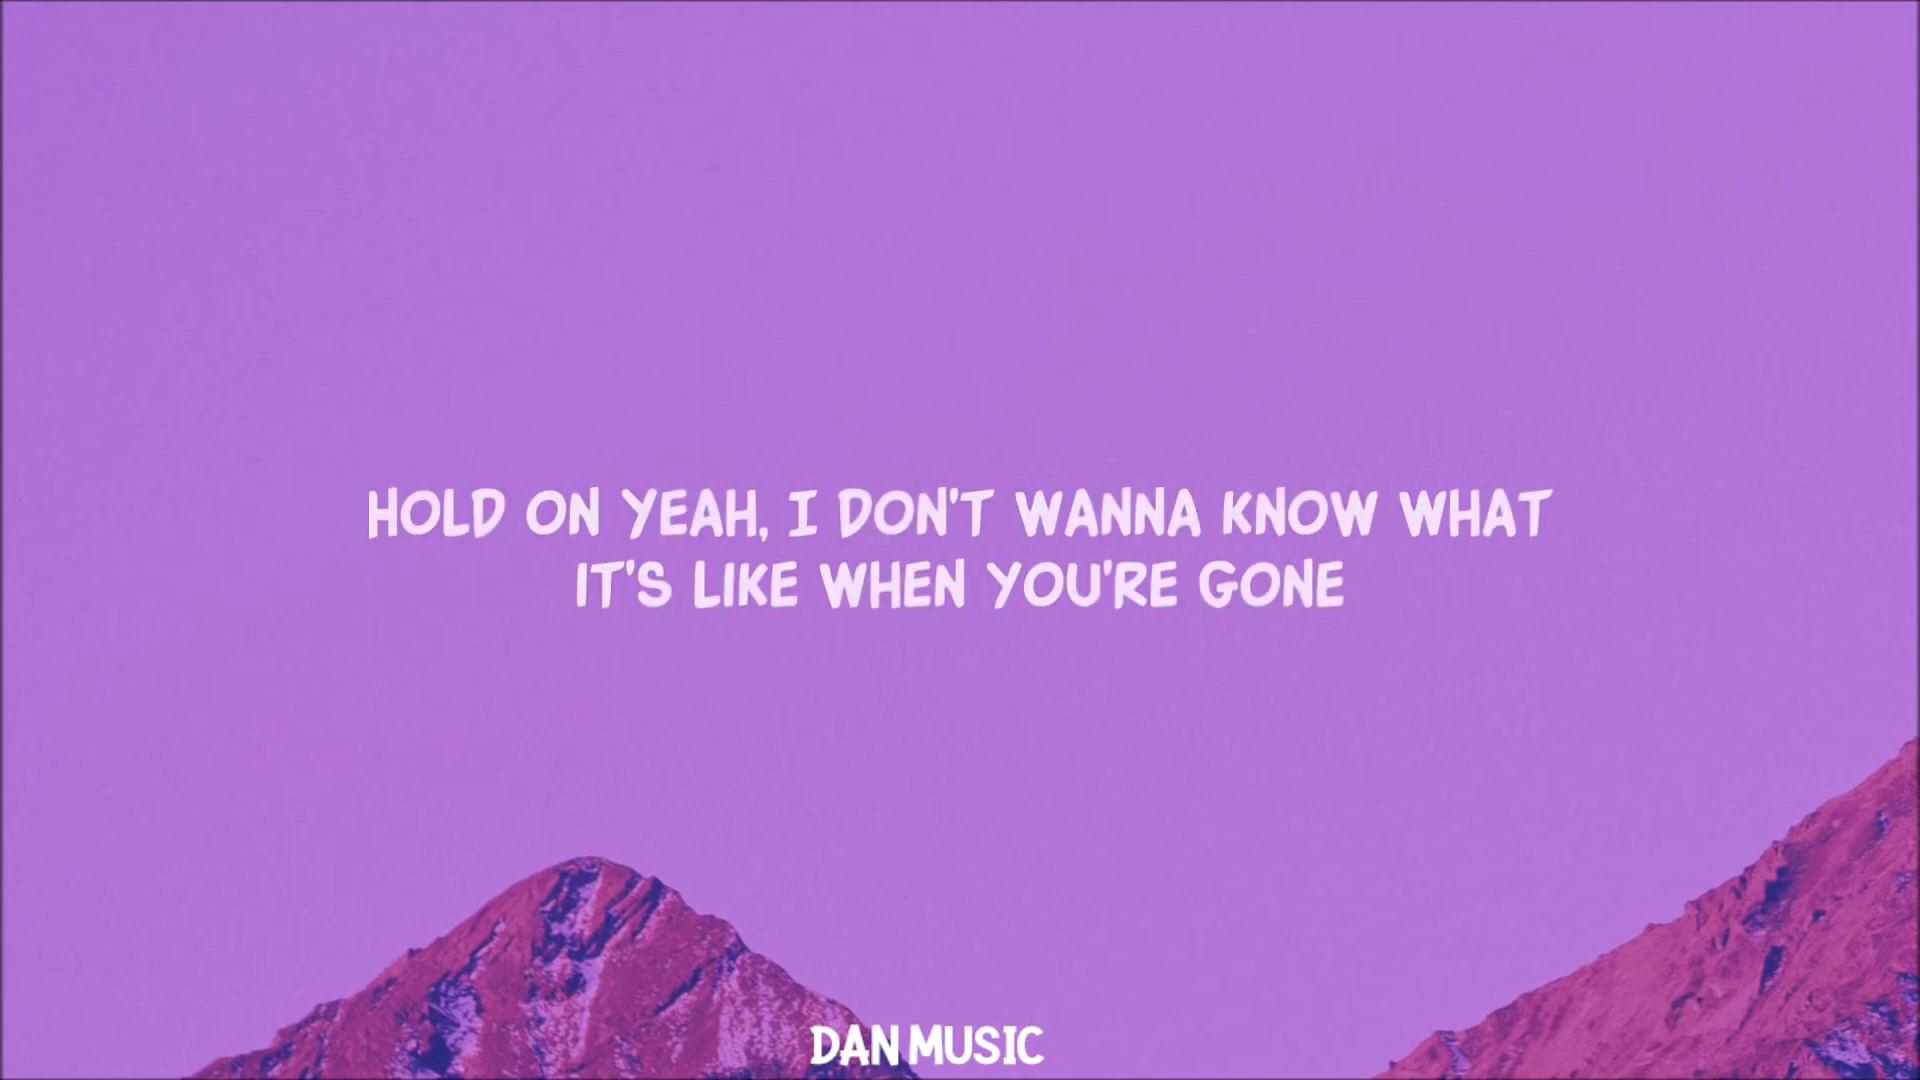 HOLD ON YEAH, I DON'T WANNA KNOW WHAT
IT'S LIKE WHEN YOU'RE GONE
DAN MUSIC